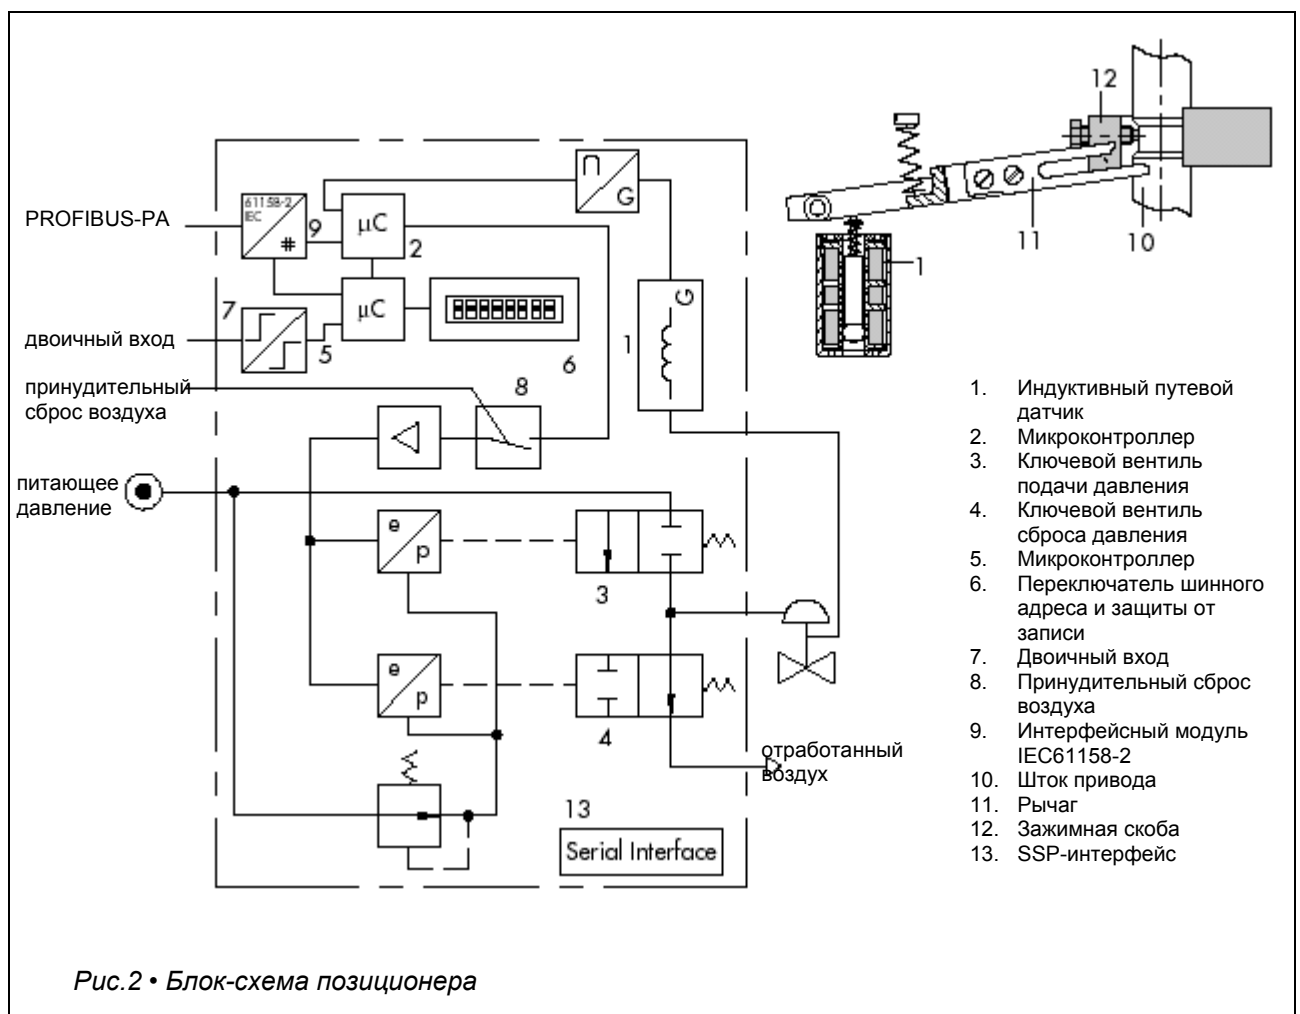 12
61158-2
IEC
#
9
µC
2
G
PROFIBUS-PA
11
10
1
7
µC
G
двоичный вход
5
6
1
принудительный
сброс воздуха
8
питающее
давление
e
p
3
e
p
4
отработанный
воздух
13
Serial Interface
1. Индуктивный путевой
датчик
2. Микроконтроллер
3. Ключевой вентиль
подачи давления
4. Ключевой вентиль
сброса давления
5. Микроконтроллер
6. Переключатель шинного
адреса и защиты от
записи
7. Двоичный вход
8. Принудительный сброс
воздуха
9. Интерфейсный модуль
IEC61158-2
10. Шток привода
11. Рычаг
12. Зажимная скоба
13. SSP-интерфейс
Рис.2 • Блок-схема позиционера